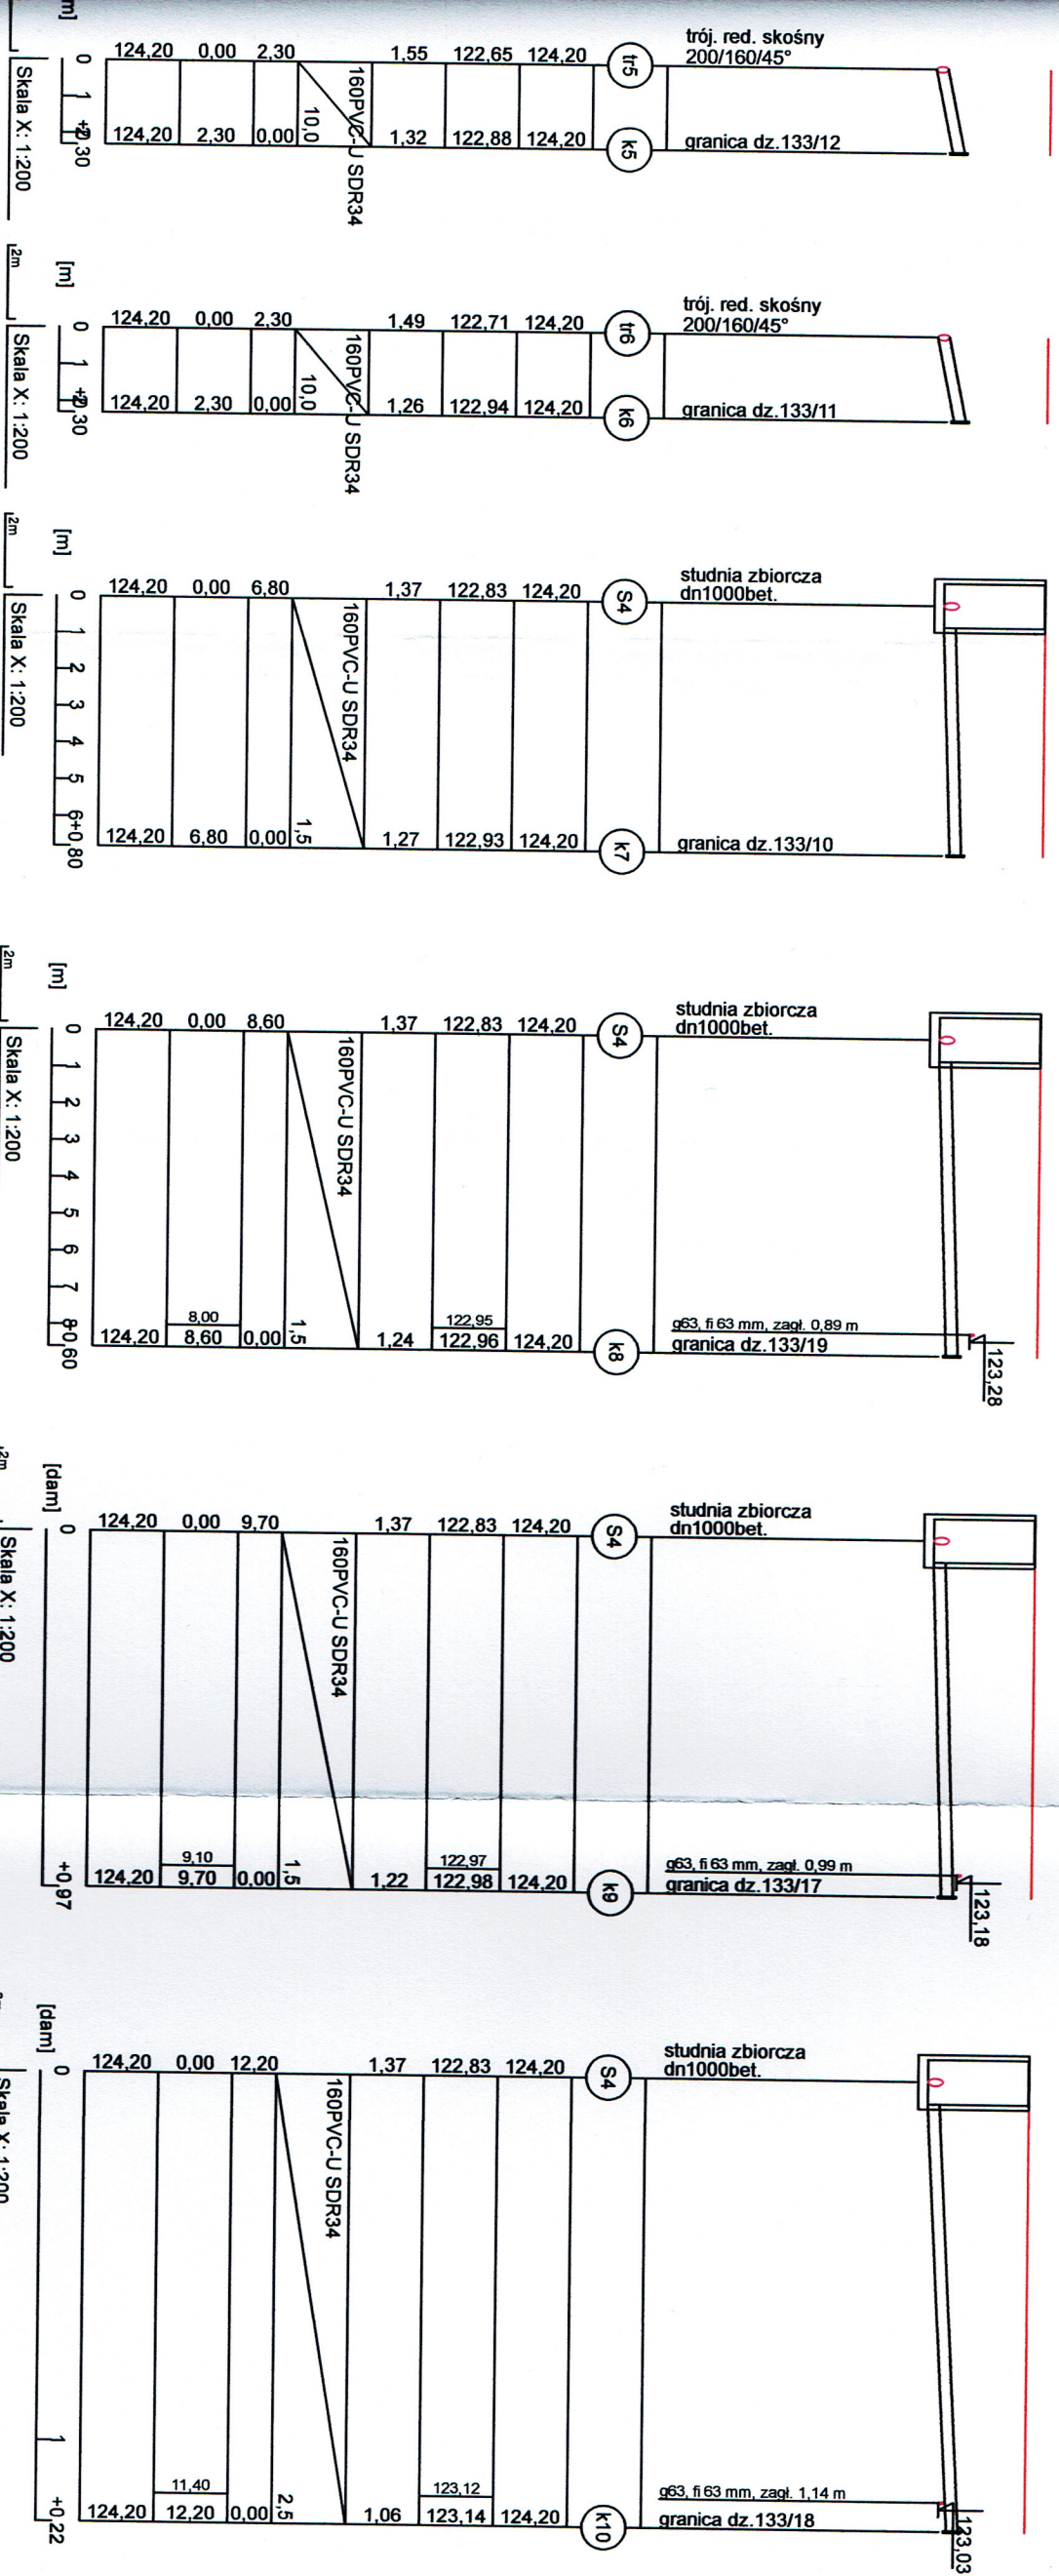 trój. red. skośny
200/160/45°
m]
0
124,20 0,00 2,30 1,55 122,65 tr5
160PVC-U SDR34
10,0
1
+0,30
124,20 2,30 0,00 1,32 122,88 124,20 k5 granica dz.133/12
Skala X: 1:200
2m
[m]
trój. red. skośny
200/160/45°
0
124,20 0,00 2,30 1,49 122,71 124,20 tr6
160PVC-U SDR34
10,0
1
124,20 2,30 0,00 1,26 122,94 124,20 k6 granica dz.133/11
Skala X: 1:200
2m
[m]
studnia zbiorcza
dn1000bet.
0
124,20 0,00 6,80 1,37 122,83 124,20 S4
160PVC-U SDR34
1 2 3 4 5 6+0,80
1,5
124,20 6,80 0,00 1,27 122,93 124,20 k7 granica dz.133/10
Skala X: 1:200
2m
[m]
studnia zbiorcza
dn1000bet.
0
124,20 0,00 8,60 1,37 122,83 124,20 S4
160PVC-U SDR34
1 2 3 4 5 6 7
1,5
8,00 122,95 g63, fi 63 mm, zagł. 0,89 m
124,20 8,60 0,00 1,24 122,96 124,20 k8 granica dz.133/19
123,28
Skala X: 1:200
2m
[dam]
studnia zbiorcza
dn1000bet.
0
124,20 0,00 9,70 1,37 122,83 124,20 S4
160PVC-U SDR34
1,5
9,10 122,97 g63, fi 63 mm, zagł. 0,99 m
+0,97
124,20 9,70 0,00 1,22 122,98 124,20 k9 granica dz.133/17
123,18
Skala X: 1:200
[dam]
studnia zbiorcza
dn1000bet.
0
124,20 0,00 12,20 1,37 122,83 124,20 S4
160PVC-U SDR34
1
2,5
11,40 123,12 g63, fi 63 mm, zagł. 1,14 m
+0,22
124,20 12,20 0,00 1,06 123,14 124,20 k10 granica dz.133/18
123,03
Skala X: 1:200